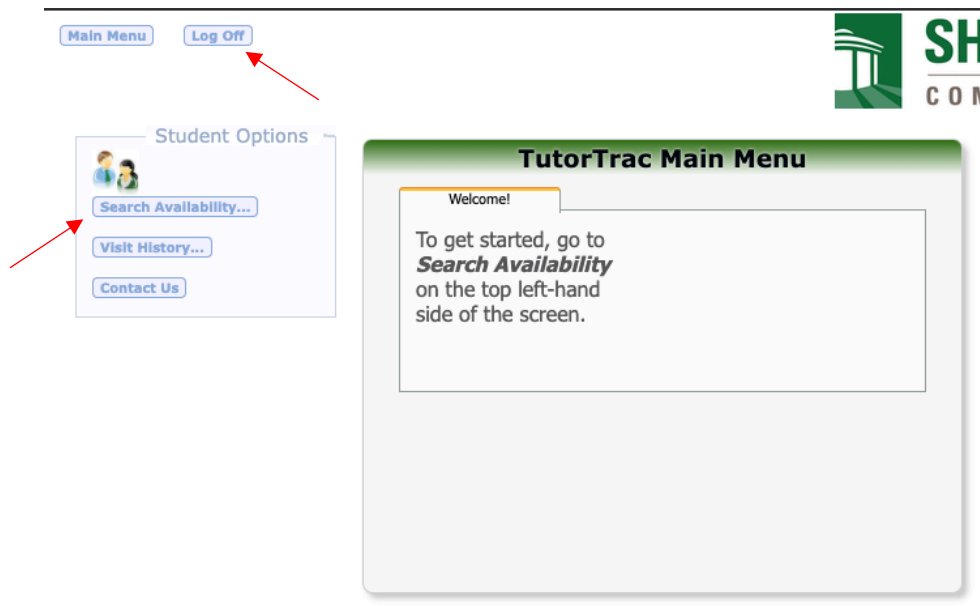 Main Menu
Log Off
SH
COM
Student Options
Search Availability...
Visit History...
Contact Us
TutorTrac Main Menu
Welcome!
To get started, go to
Search Availability
on the top left-hand
side of the screen.